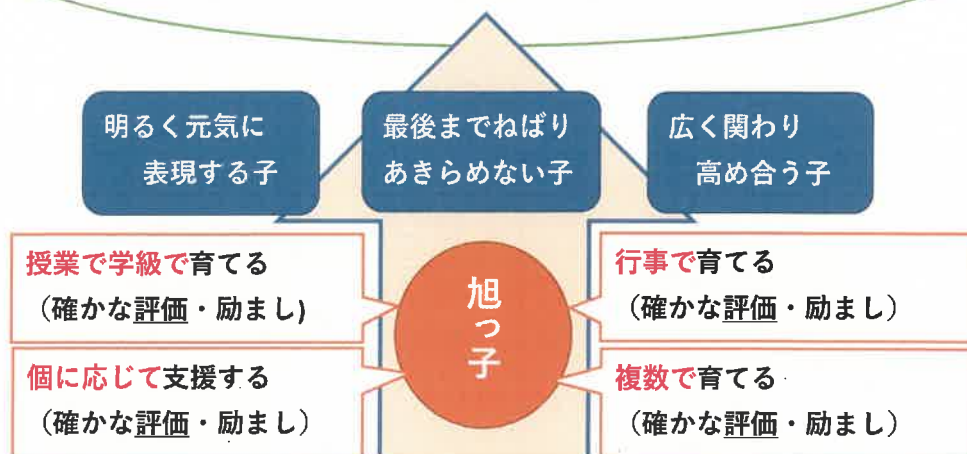 明るく元気に
表現する子
最後までねばり
あきらめない子
広く関わり
高め合う子
授業で学級で育てる
（確かな評価・励まし)
個に応じて支援する
（確かな評価・励まし）
旭っ子
行事で育てる
（確かな評価・励まし）
複数で育てる
（確かな評価・励まし）